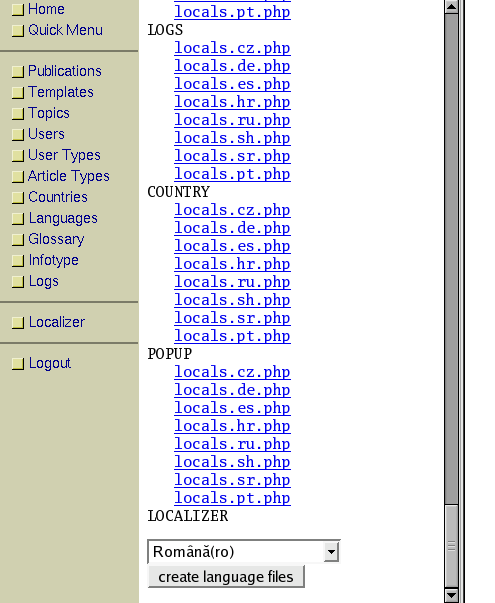 Home
Quick Menu
Publications
Templates
Topics
Users
User Types
Article Types
Countries
Languages
Glossary
Infotype
Logs
Localizer
Logout
locals.pt.php
LOGS
locals.cz.php
locals.de.php
locals.es.php
locals.hr.php
locals.ru.php
locals.sh.php
locals.sr.php
locals.pt.php
COUNTRY
locals.cz.php
locals.de.php
locals.es.php
locals.hr.php
locals.ru.php
locals.sh.php
locals.sr.php
locals.pt.php
POPUP
locals.cz.php
locals.de.php
locals.es.php
locals.hr.php
locals.ru.php
locals.sh.php
locals.sr.php
locals.pt.php
LOCALIZER
Română(ro)
create language files